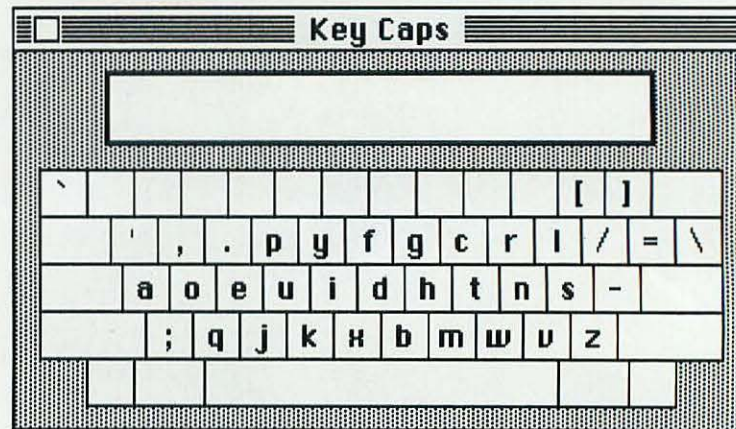 Key Caps
` [ ]
' , . p y f g c r l / = \
a o e u i d h t n s -
; q j k x b m w v z